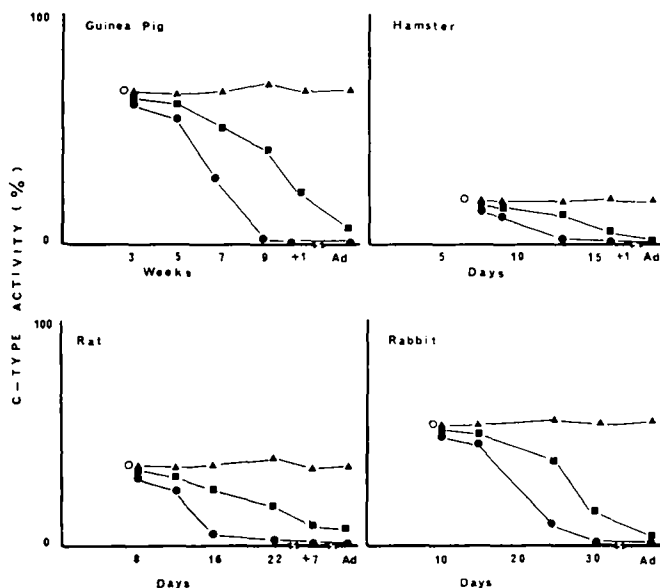 100
Guinea Pig
Hamster
0
3 5 7 9 +1 Ad
Weeks
5 10 15 +1 Ad
Days
C-TYPE ACTIVITY (%)
100
Rat
Rabbit
0
8 16 22 +7 Ad
Days
10 20 30 Ad
Days